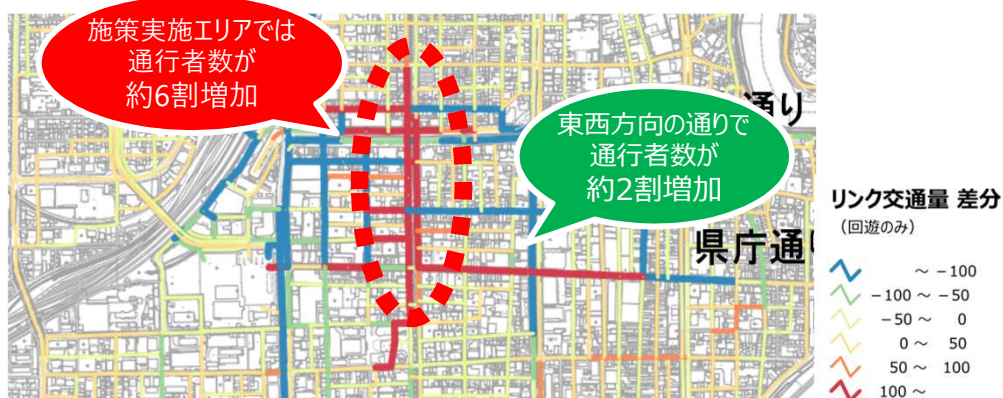 施策実施エリアでは
通行者数が
約6割増加
通り
東西方向の通りで
通行者数が
約2割増加
県庁通
リンク交通量 差分
(回遊のみ)
～ -100
-100 ～ -50
-50 ～ 0
0 ～ 50
50 ～ 100
100 ～